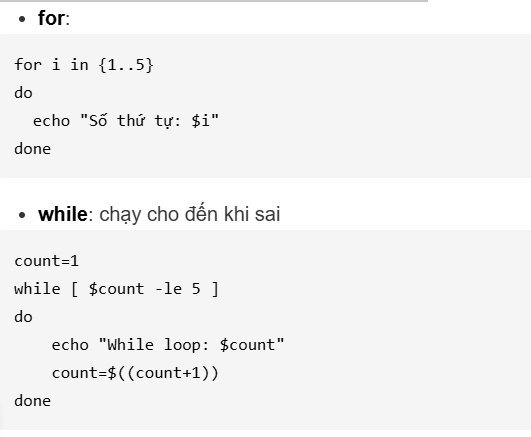 • for:
for i in {1..5}
do
  echo "Số thứ tự: $i"
done
• while: chạy cho đến khi sai
count=1
while [ $count -le 5 ]
do
    echo "While loop: $count"
    count=$((count+1))
done